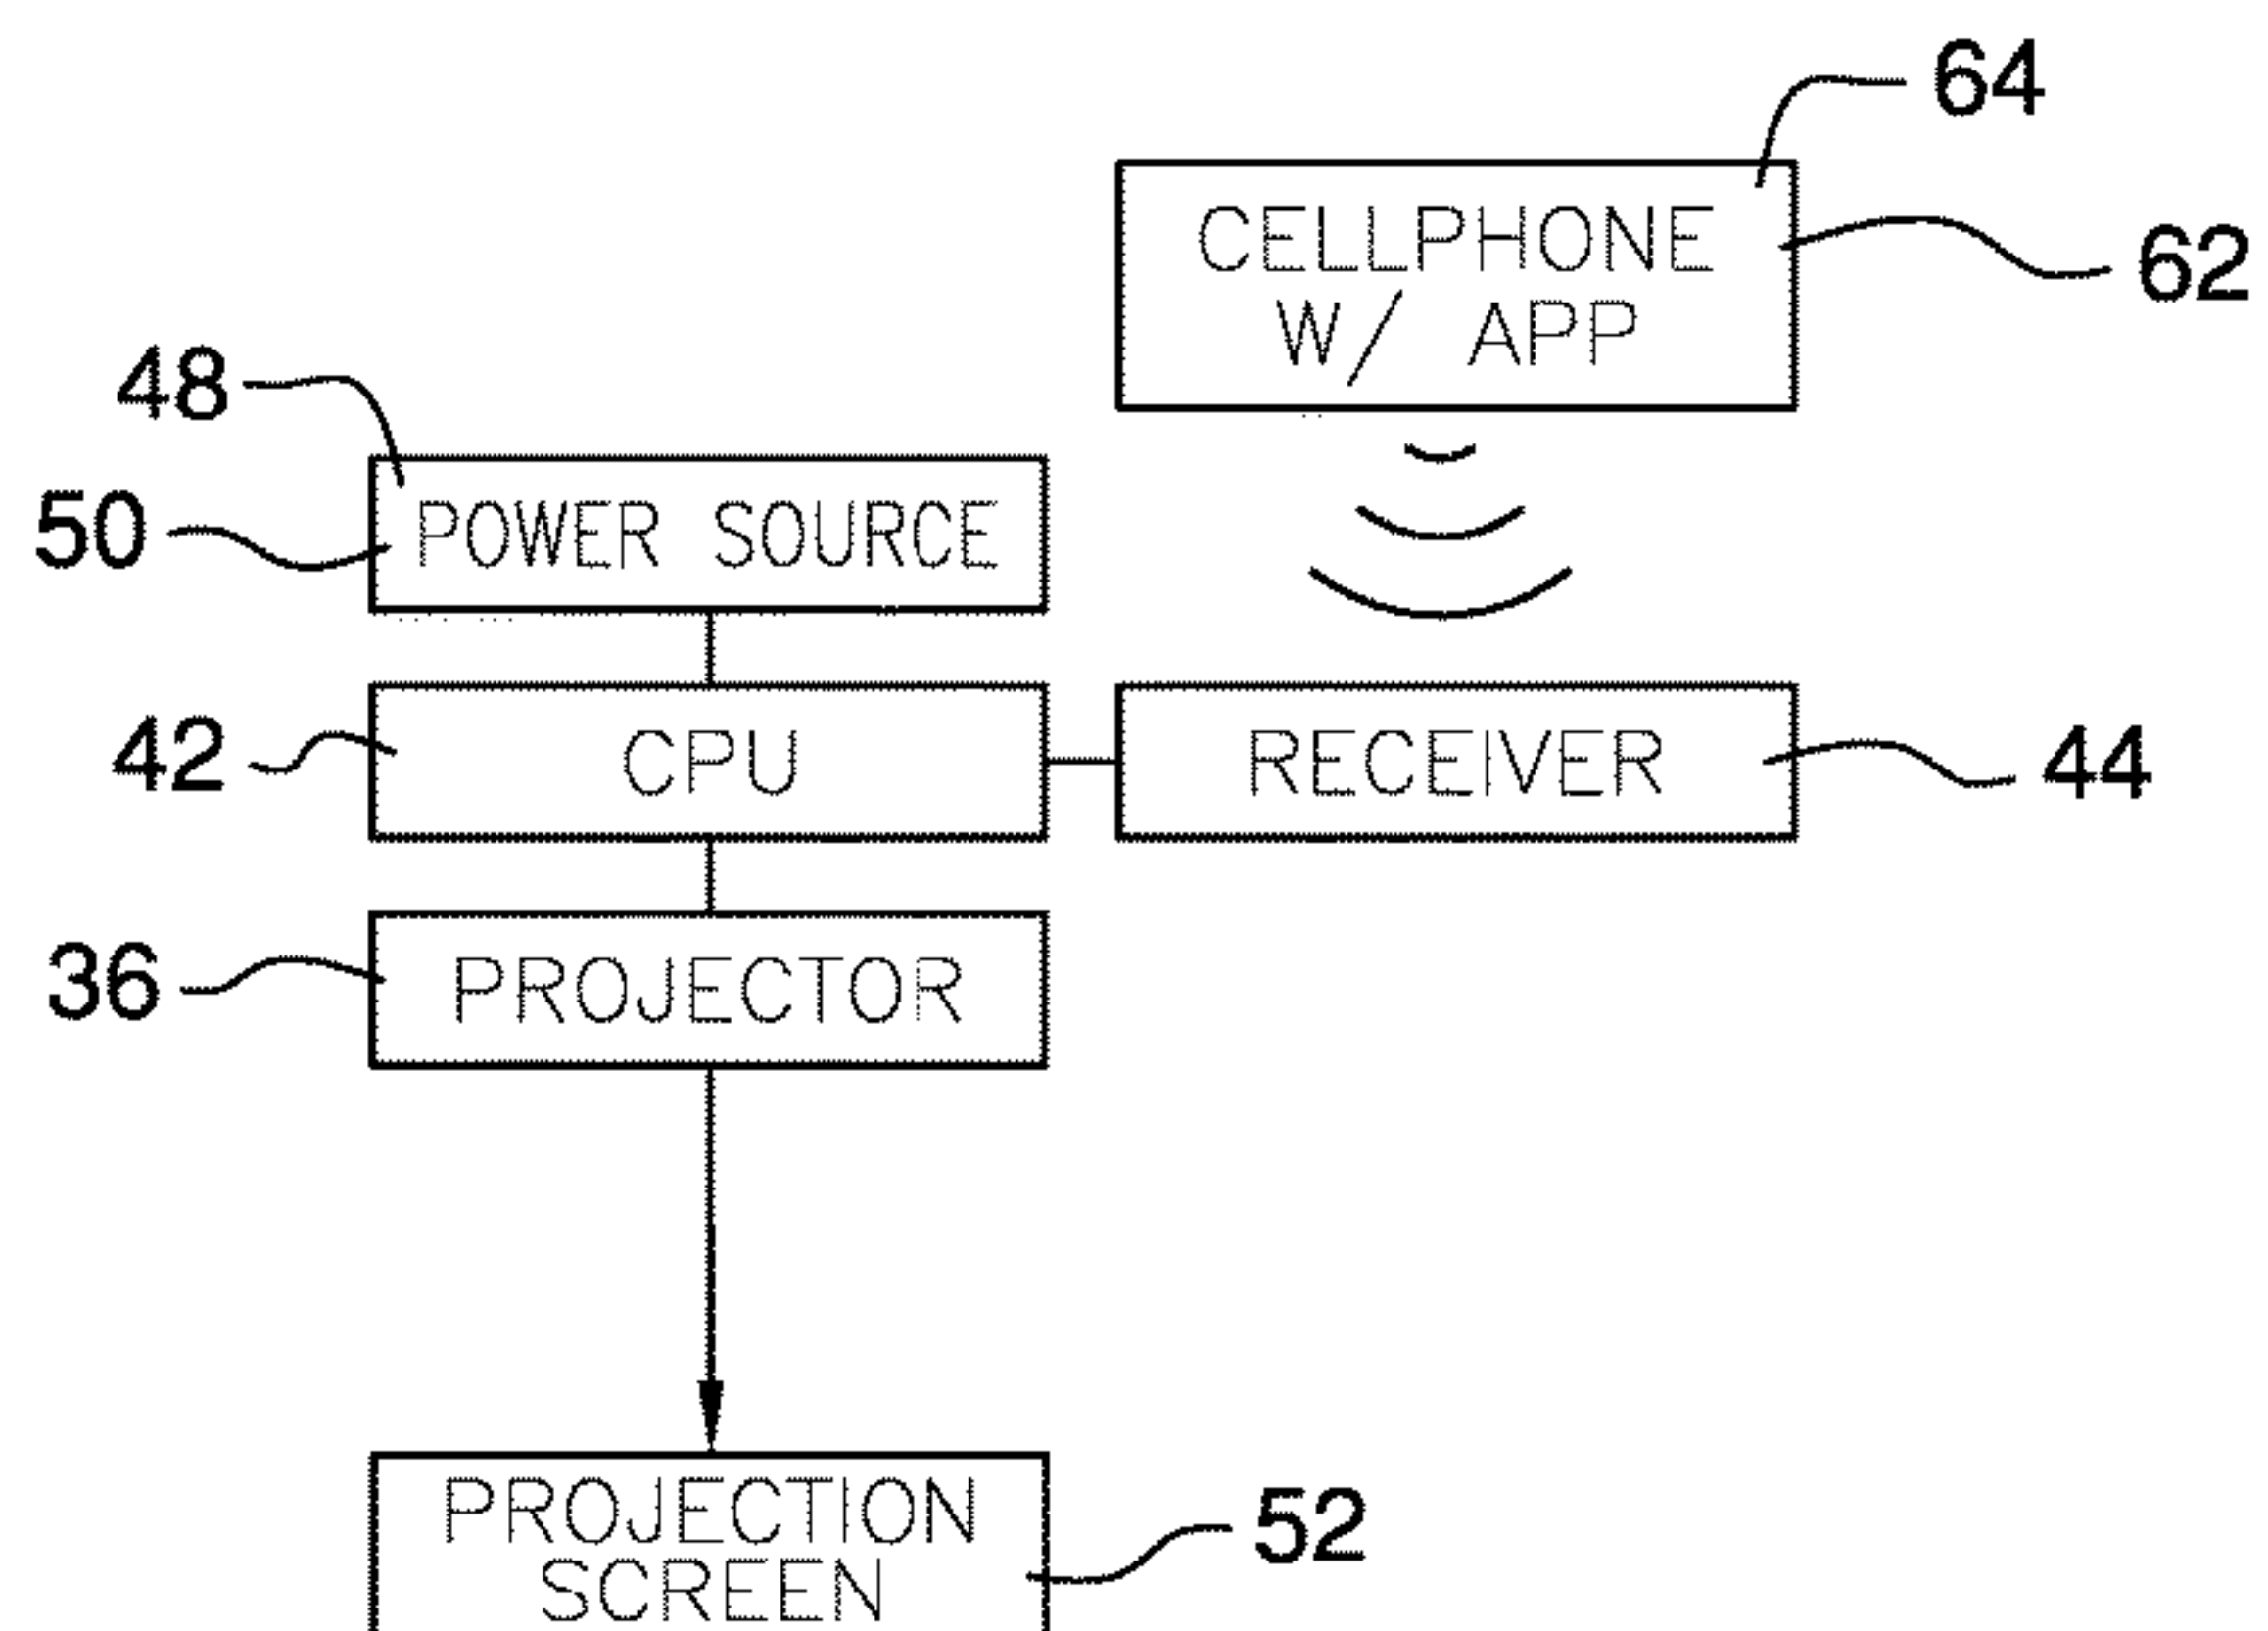 64
CELLPHONE
W/ APP
62
48
50
POWER SOURCE
42
CPU
RECEIVER
44
36
PROJECTOR
PROJECTION
SCREEN
52